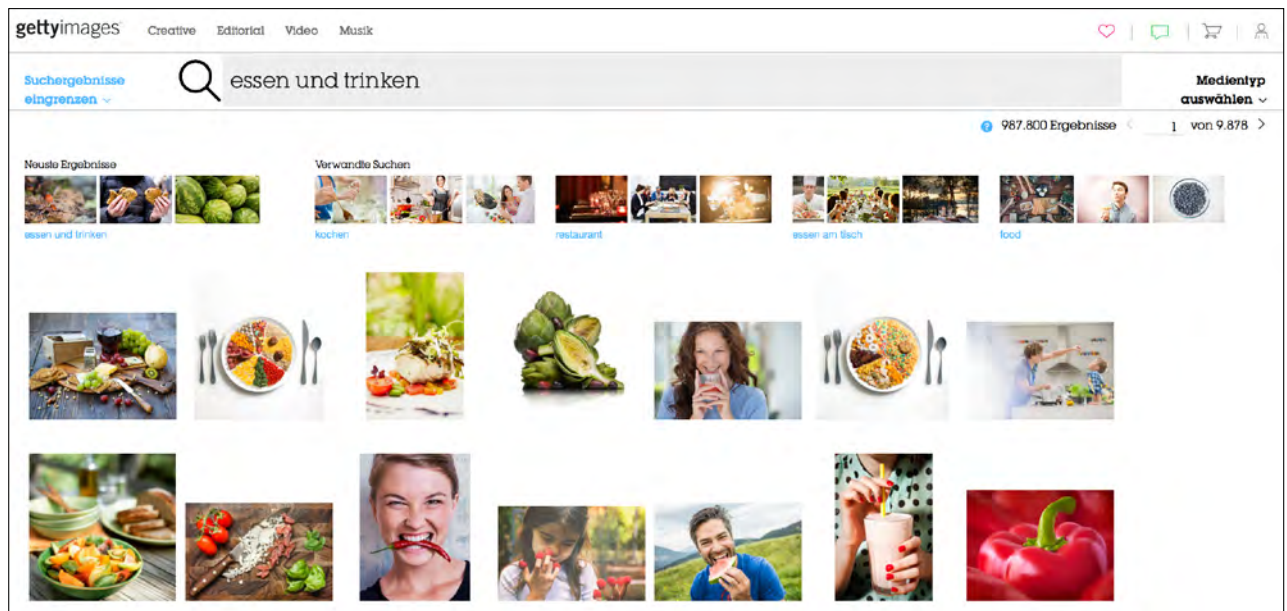 gettyimages Creative Editorial Video Musik
Suchergebnisse
eingrenzen
essen und trinken
Medientyp
auswählen
987.800 Ergebnisse 1 von 9.878
Neuste Ergebnisse Verwandte Suchen
essen und trinken kochen restaurant essen am tisch food